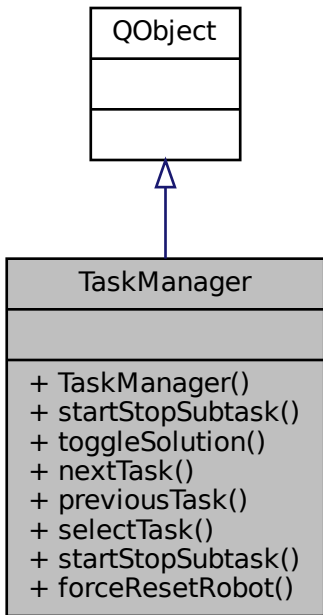 QObject
TaskManager
+ TaskManager()
+ startStopSubtask()
+ toggleSolution()
+ nextTask()
+ previousTask()
+ selectTask()
+ startStopSubtask()
+ forceResetRobot()